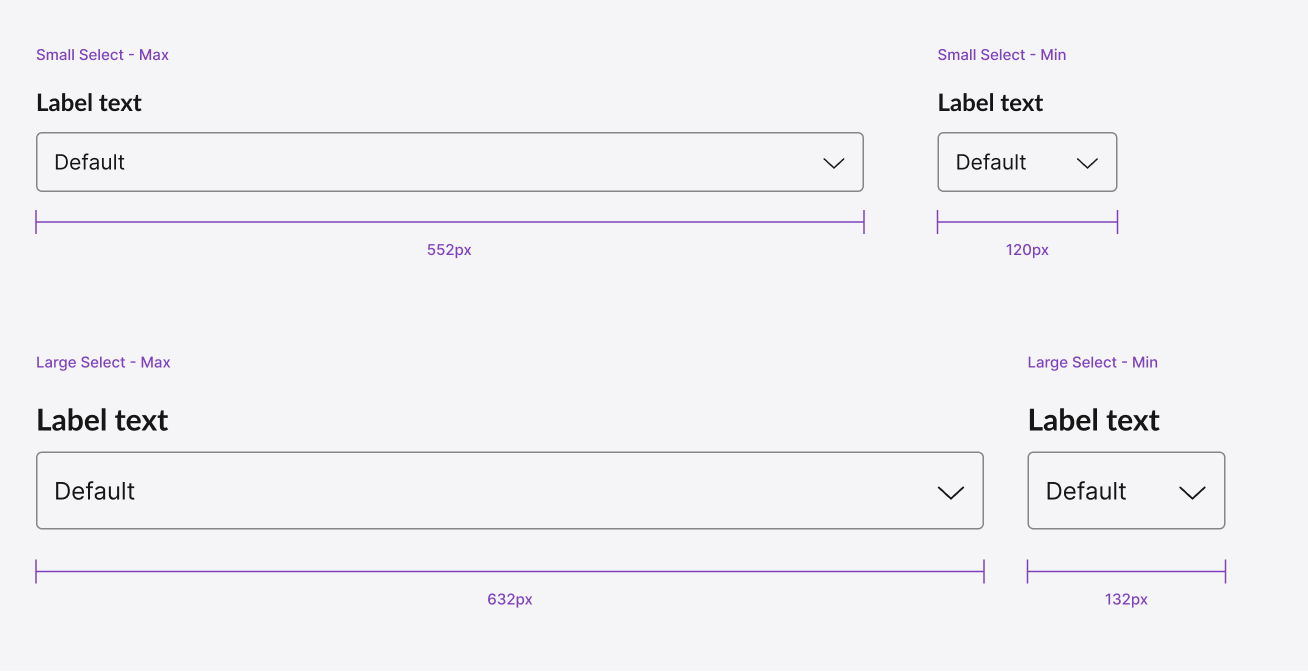 Small Select - Max
Small Select - Min
Label text
Label text
Default
Default
552px
120px
Large Select - Max
Large Select - Min
Label text
Label text
Default
Default
632px
132px